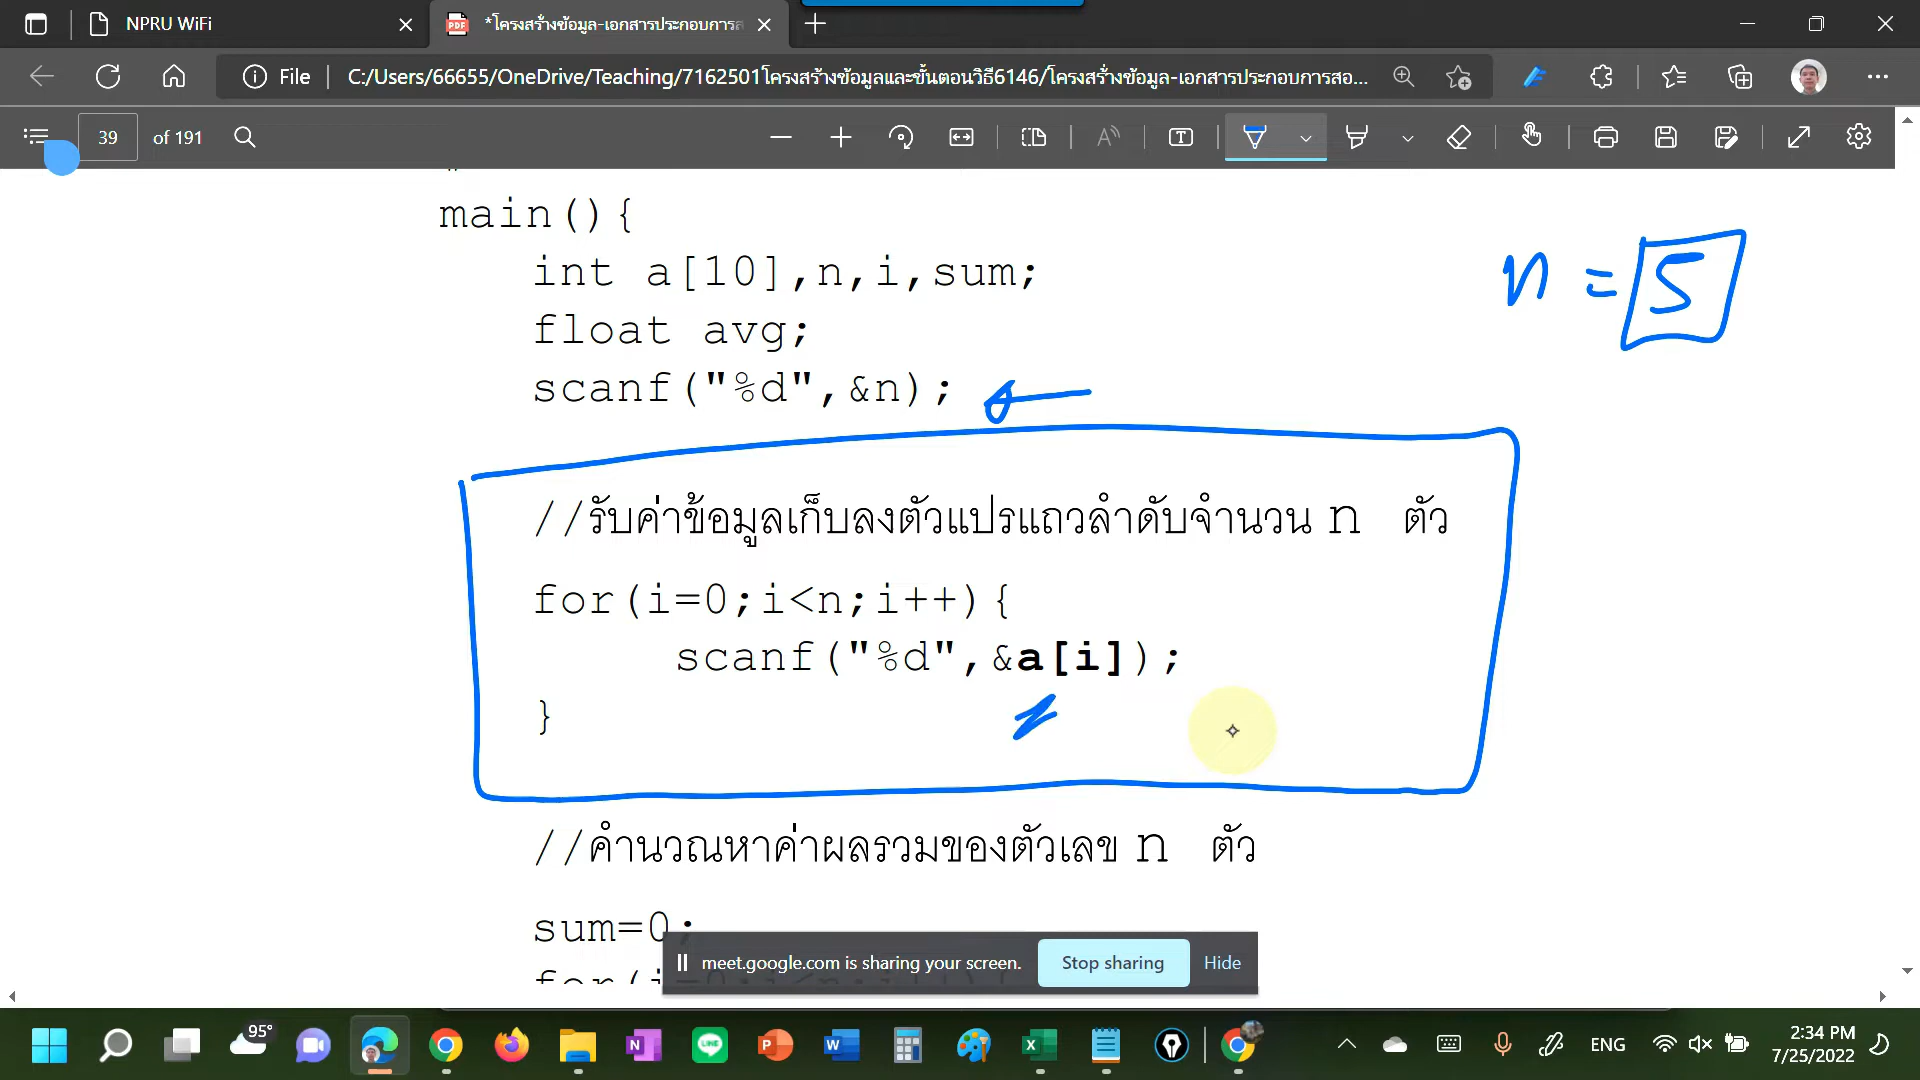 NPRU WiFi
*โครงสร้างข้อมูล-เอกสารประกอบการส
File
C:/Users/66655/OneDrive/Teaching/7162501โครงสร้างข้อมูลและขั้นตอนวิธี6146/โครงสร้างข้อมูล-เอกสารประกอบการสอ...
39 of 191
main(){
int a[10],n,i,sum;
n = 5
float avg;
scanf("%d",&n);
//รับค่าข้อมูลเก็บลงตัวแปรแถวลำดับจำนวน n ตัว
for(i=0;i<n;i++){
scanf("%d",&a[i]);
}
//คำนวณหาค่าผลรวมของตัวเลข n ตัว
sum=0;
for(i=0;i<n;i++){
meet.google.com is sharing your screen.
Stop sharing
Hide
95°
ENG
2:34 PM
7/25/2022